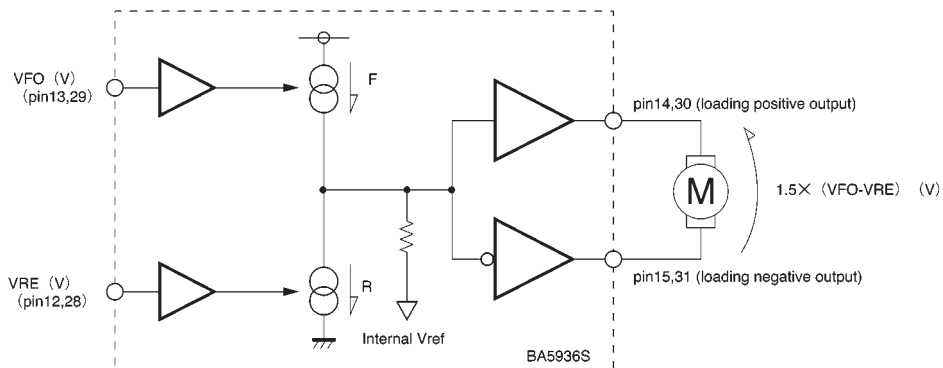 VFO (V)
(pin13,29)
F
pin14,30 (loading positive output)
M
1.5× (VFO-VRE) (V)
VRE (V)
(pin12,28)
R
pin15,31 (loading negative output)
Internal Vref
BA5936S